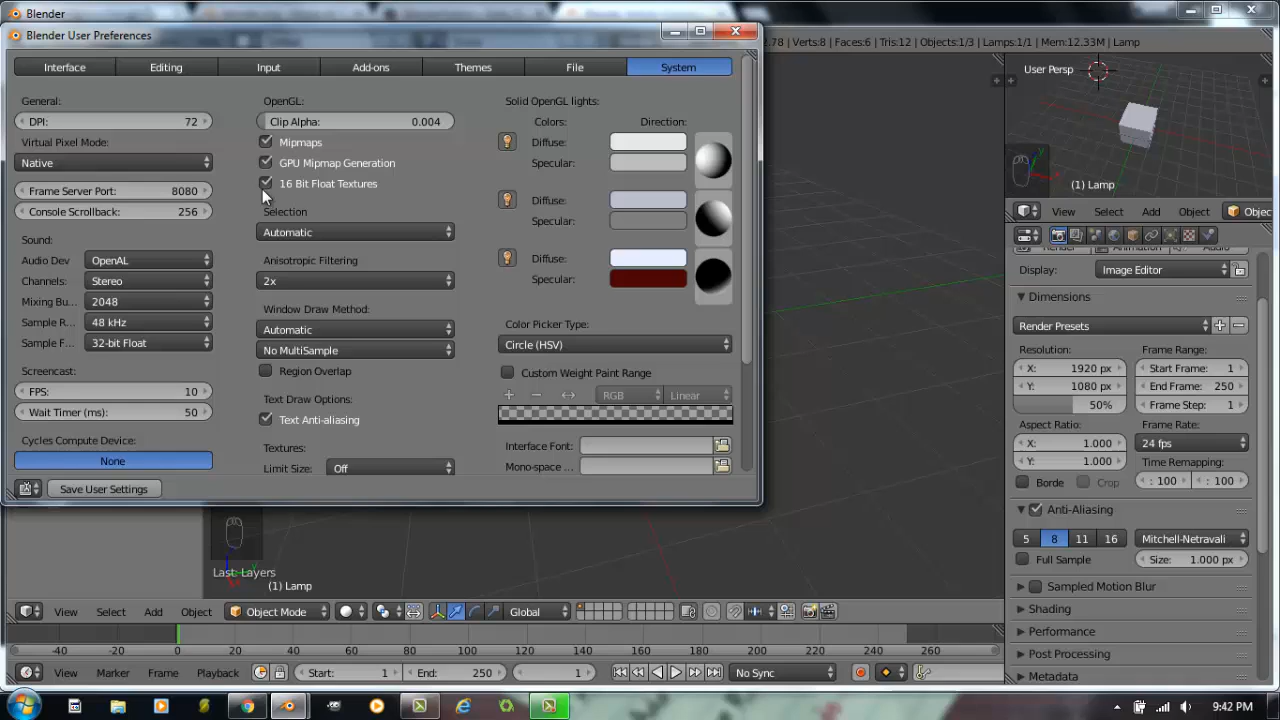 Blender
Blender User Preferences
2.78 | Verts:8 | Faces:6 | Tris:12 | Objects:1/3 | Lamps:1/1 | Mem:12.33M | Lamp
Interface
Editing
Input
Add-ons
Themes
File
System
General:
DPI: 72
Virtual Pixel Mode:
Native
Frame Server Port: 8080
Console Scrollback: 256
Sound:
Audio Dev OpenAL
Channels: Stereo
Mixing Bu... 2048
Sample R... 48 kHz
Sample F... 32-bit Float
Screencast:
FPS: 10
Wait Timer (ms): 50
Cycles Compute Device:
None
Save User Settings
OpenGL:
Clip Alpha: 0.004
Mipmaps
GPU Mipmap Generation
16 Bit Float Textures
Selection
Automatic
Anisotropic Filtering
2x
Window Draw Method:
Automatic
No MultiSample
Region Overlap
Text Draw Options:
Text Anti-aliasing
Textures:
Limit Size: Off
Solid OpenGL lights:
Colors: Direction:
Diffuse:
Specular:
Diffuse:
Specular:
Diffuse:
Specular:
Color Picker Type:
Circle (HSV)
Custom Weight Paint Range
RGB Linear
Interface Font:
Mono-space ...
User Persp
(1) Lamp
View Select Add Object Objec
Render Animation Audio
Display: Image Editor
Dimensions
Render Presets
Resolution: Frame Range:
X: 1920 px Start Frame: 1
Y: 1080 px End Frame: 250
50% Frame Step: 1
Aspect Ratio: Frame Rate:
X: 1.000 24 fps
Y: 1.000 Time Remapping:
Borde Crop : 100 : 100
Anti-Aliasing
5 8 11 16 Mitchell-Netravali
Full Sample Size: 1.000 px
Sampled Motion Blur
Shading
Performance
Post Processing
Metadata
Last: Layers
(1) Lamp
View Select Add Object Object Mode Global
-40 -20 0 20 40 60 80 100 120 140 160 180 200 220 240 260
View Marker Frame Playback Start: 1 End: 250 1 No Sync
9:42 PM